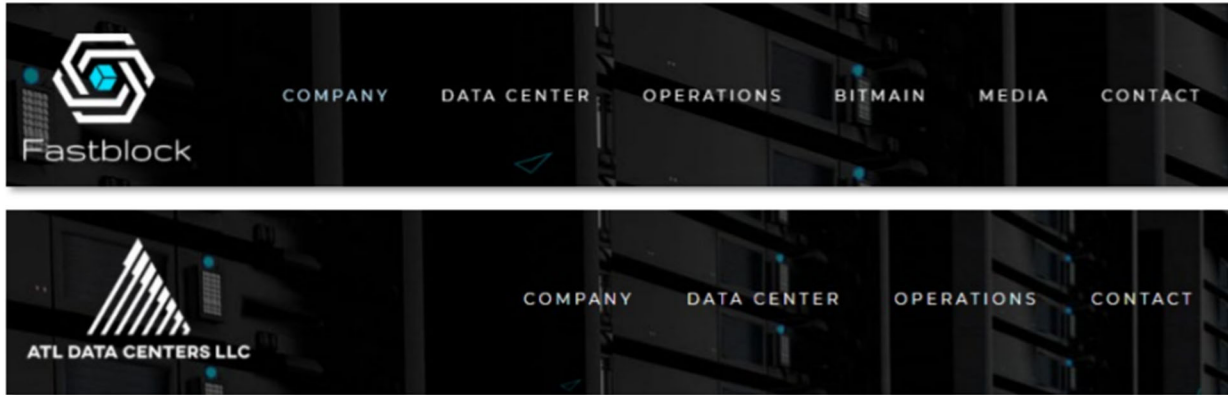 COMPANY DATA CENTER OPERATIONS BITMAIN MEDIA CONTACT
Fastblock
COMPANY DATA CENTER OPERATIONS CONTACT
ATL DATA CENTERS LLC